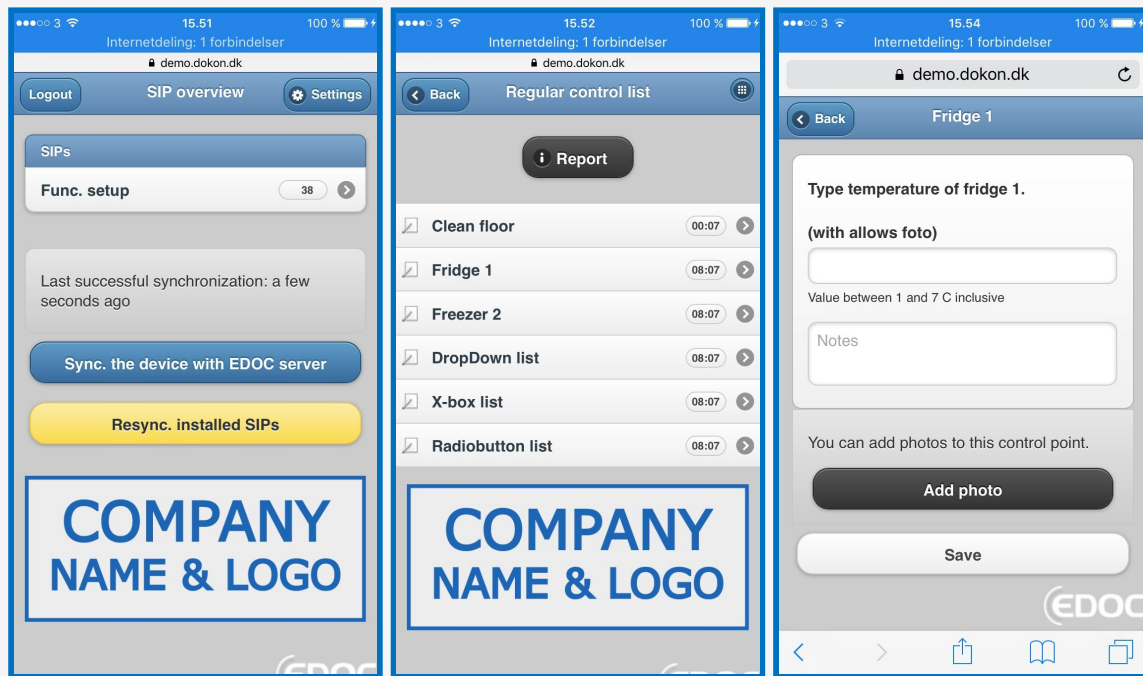 3 15.51 100 %
Internetdeling: 1 forbindelser
demo.dokon.dk
Logout SIP overview Settings
SIPs
Func. setup 38
Last successful synchronization: a few
seconds ago
Sync. the device with EDOC server
Resync. installed SIPs
COMPANY
NAME & LOGO
EDOC
3 15.52 100 %
Internetdeling: 1 forbindelser
demo.dokon.dk
Back Regular control list
i Report
Clean floor 00:07
Fridge 1 08:07
Freezer 2 08:07
DropDown list 08:07
X-box list 08:07
Radiobutton list 08:07
COMPANY
NAME & LOGO
EDOC
3 15.54 100 %
Internetdeling: 1 forbindelser
demo.dokon.dk
Back Fridge 1
Type temperature of fridge 1.
(with allows foto)
Value between 1 and 7 C inclusive
Notes
You can add photos to this control point.
Add photo
Save
EDOC